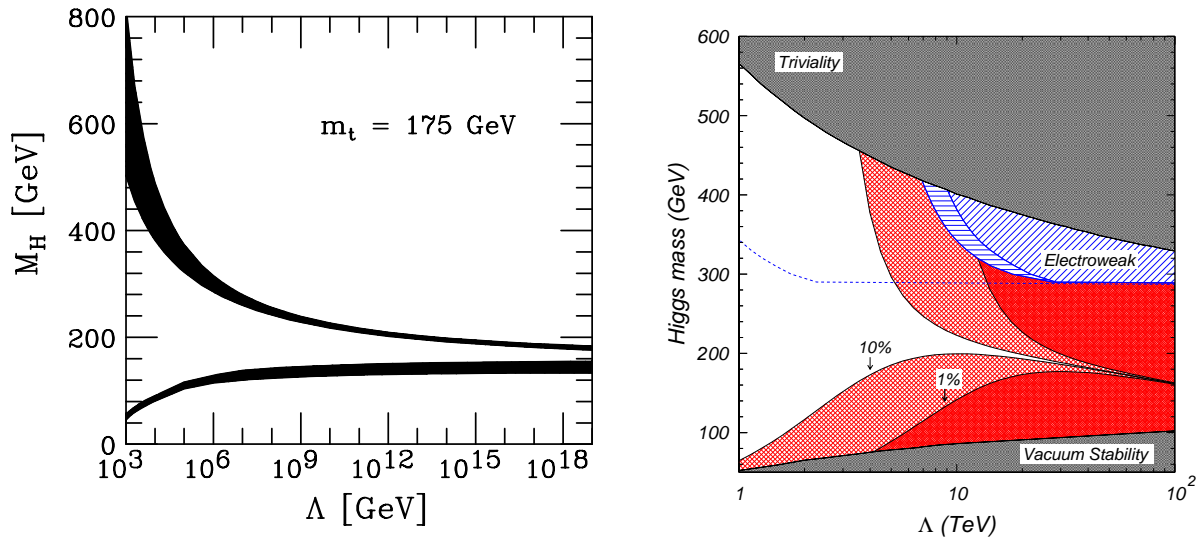 800
600
400
200
0
M_H [GeV]
m_t = 175 GeV
10^3 10^6 10^9 10^12 10^15 10^18
Λ [GeV]
600
500
400
300
200
100
Higgs mass (GeV)
Triviality
Electroweak
10%
1%
Vacuum Stability
1 10 10^2
Λ (TeV)